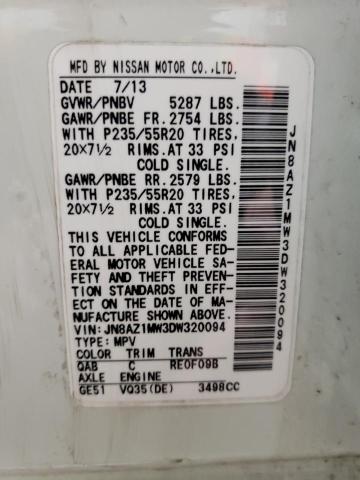 MFD BY NISSAN MOTOR CO.,LTD.
DATE 7/13
GVWR/PNBV 5287 LBS.
GAWR/PNBE FR. 2754 LBS.
WITH P235/55R20 TIRES,
20X7½ RIMS AT 33 PSI
COLD SINGLE.
GAWR/PNBE RR. 2579 LBS.
WITH P235/55R20 TIRES,
20X7½ RIMS AT 33 PSI
COLD SINGLE.
THIS VEHICLE CONFORMS
TO ALL APPLICABLE FED-
ERAL MOTOR VEHICLE SA-
FETY AND THEFT PREVEN-
TION STANDARDS IN EFF-
ECT ON THE DATE OF MA-
NUFACTURE SHOWN ABOVE.
VIN: JN8AZ1MW3DW320094
TYPE: MPV
COLOR TRIM TRANS
QAB C RE0F09B
AXLE ENGINE
GE51 VQ35(DE) 3498CC
JN8AZ1MW3DW320094